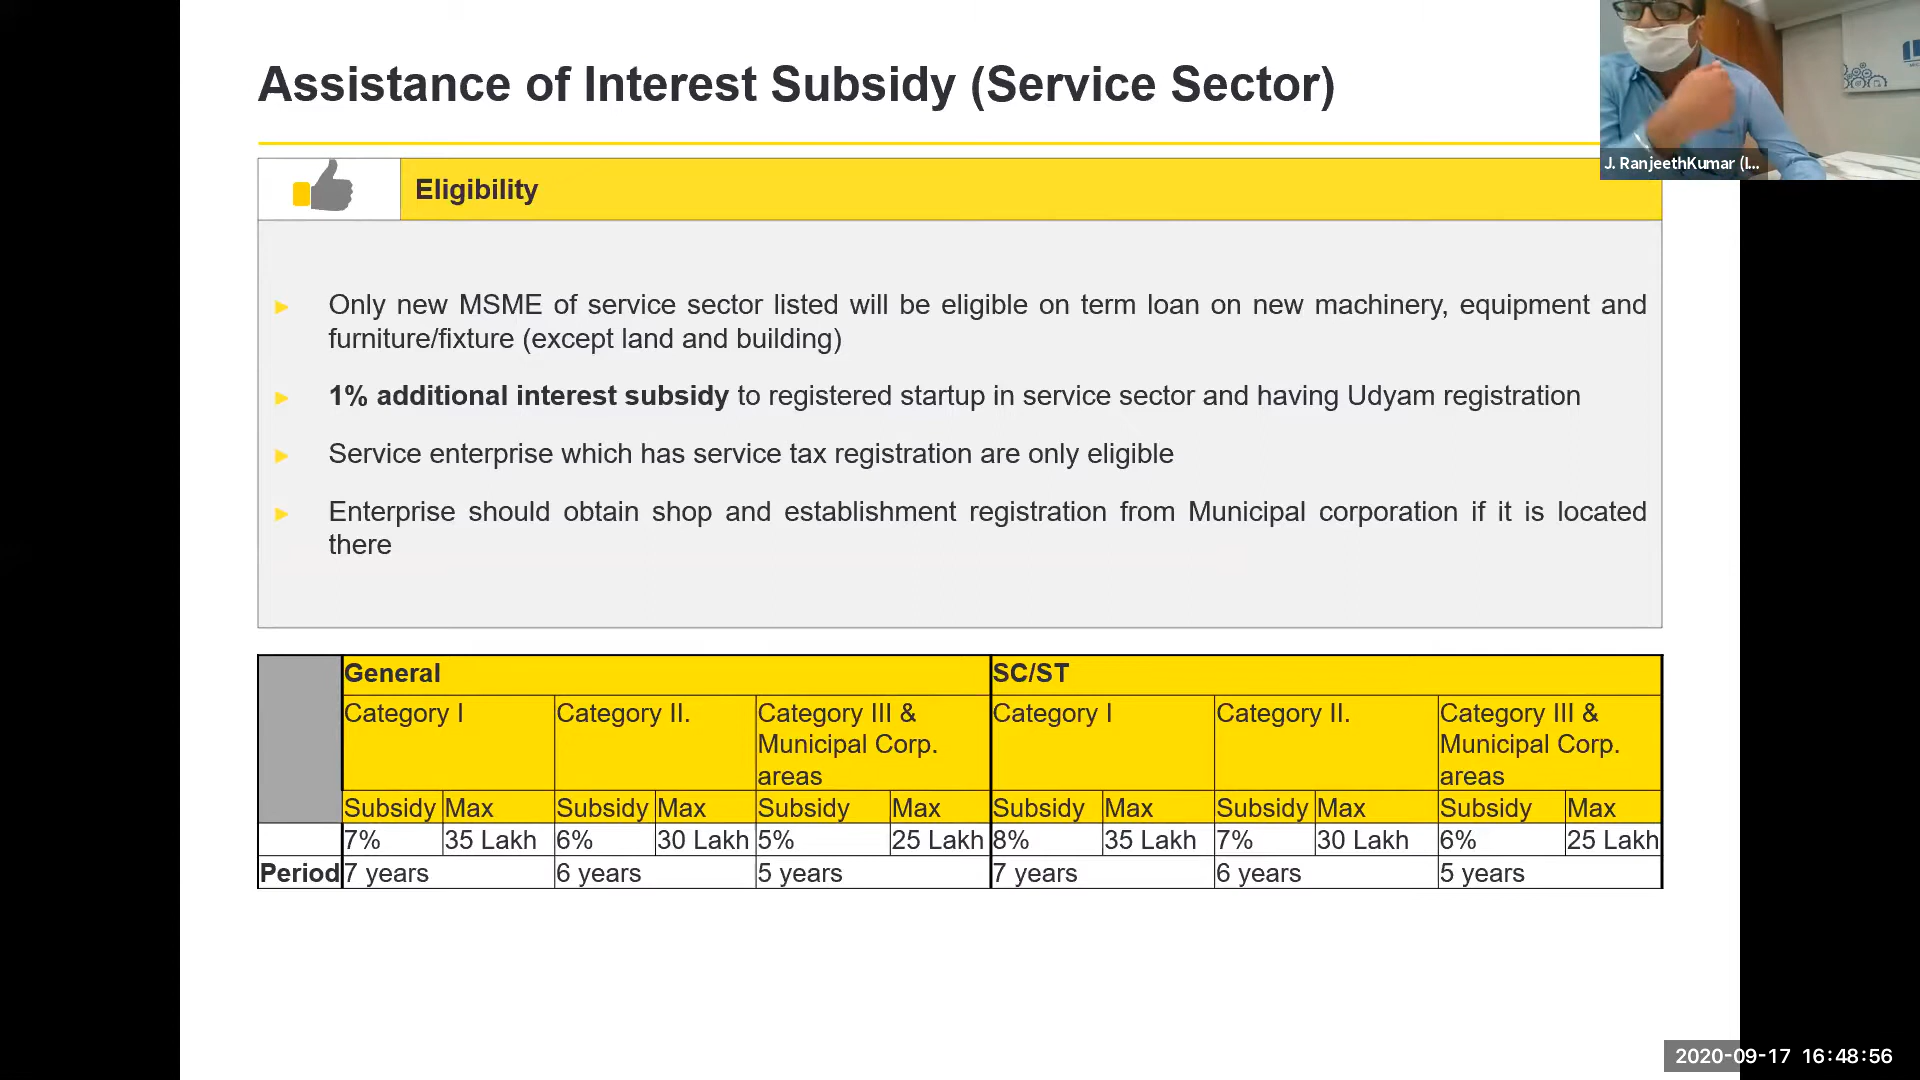 Assistance of Interest Subsidy (Service Sector)
J. RanjeethKumar (I...
Eligibility
Only new MSME of service sector listed will be eligible on term loan on new machinery, equipment and
furniture/fixture (except land and building)
1% additional interest subsidy to registered startup in service sector and having Udyam registration
Service enterprise which has service tax registration are only eligible
Enterprise should obtain shop and establishment registration from Municipal corporation if it is located
there
General SC/ST
Category I Category II. Category III & Municipal Corp. areas Category I Category II. Category III & Municipal Corp. areas
Subsidy Max Subsidy Max Subsidy Max Subsidy Max Subsidy Max Subsidy Max
7% 35 Lakh 6% 30 Lakh 5% 25 Lakh 8% 35 Lakh 7% 30 Lakh 6% 25 Lakh
Period 7 years 6 years 5 years 7 years 6 years 5 years
2020-09-17 16:48:56